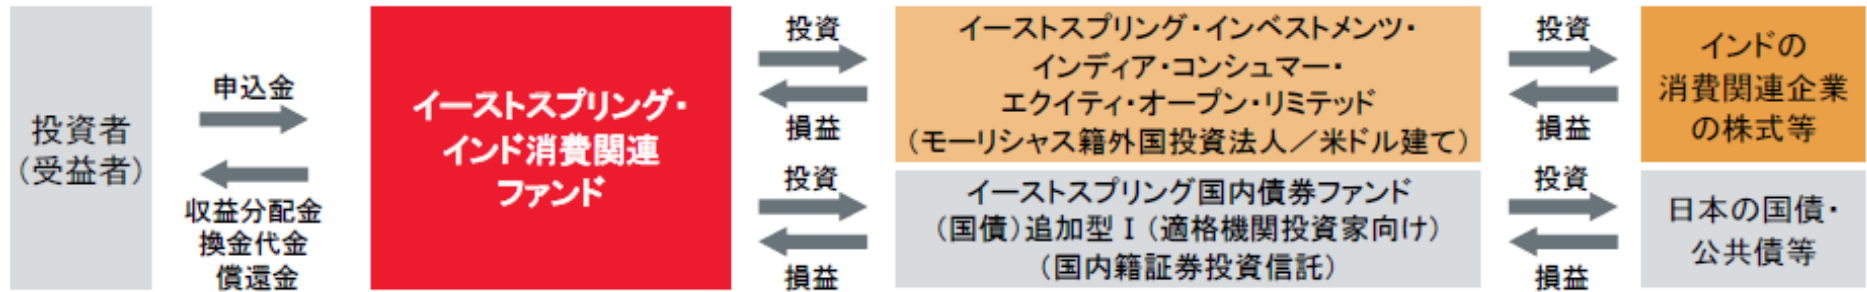 投資者
(受益者)
申込金
収益分配金
換金代金
償還金
イーストスプリング・
インド消費関連
ファンド
投資
損益
投資
損益
イーストスプリング・インベストメンツ・
インディア・コンシュマー・
エクイティ・オープン・リミテッド
(モーリシャス籍外国投資法人／米ドル建て)
イーストスプリング国内債券ファンド
(国債)追加型Ⅰ(適格機関投資家向け)
(国内籍証券投資信託)
投資
損益
投資
損益
インドの
消費関連企業
の株式等
日本の国債・
公共債等